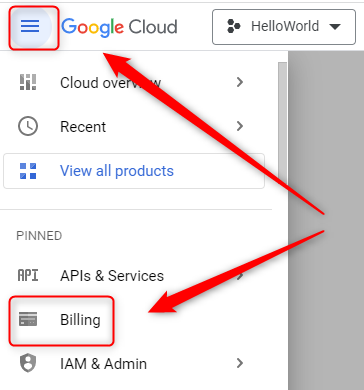 Google Cloud
HelloWorld
Cloud overview
Recent
View all products
PINNED
API
APIs & Services
Billing
IAM & Admin